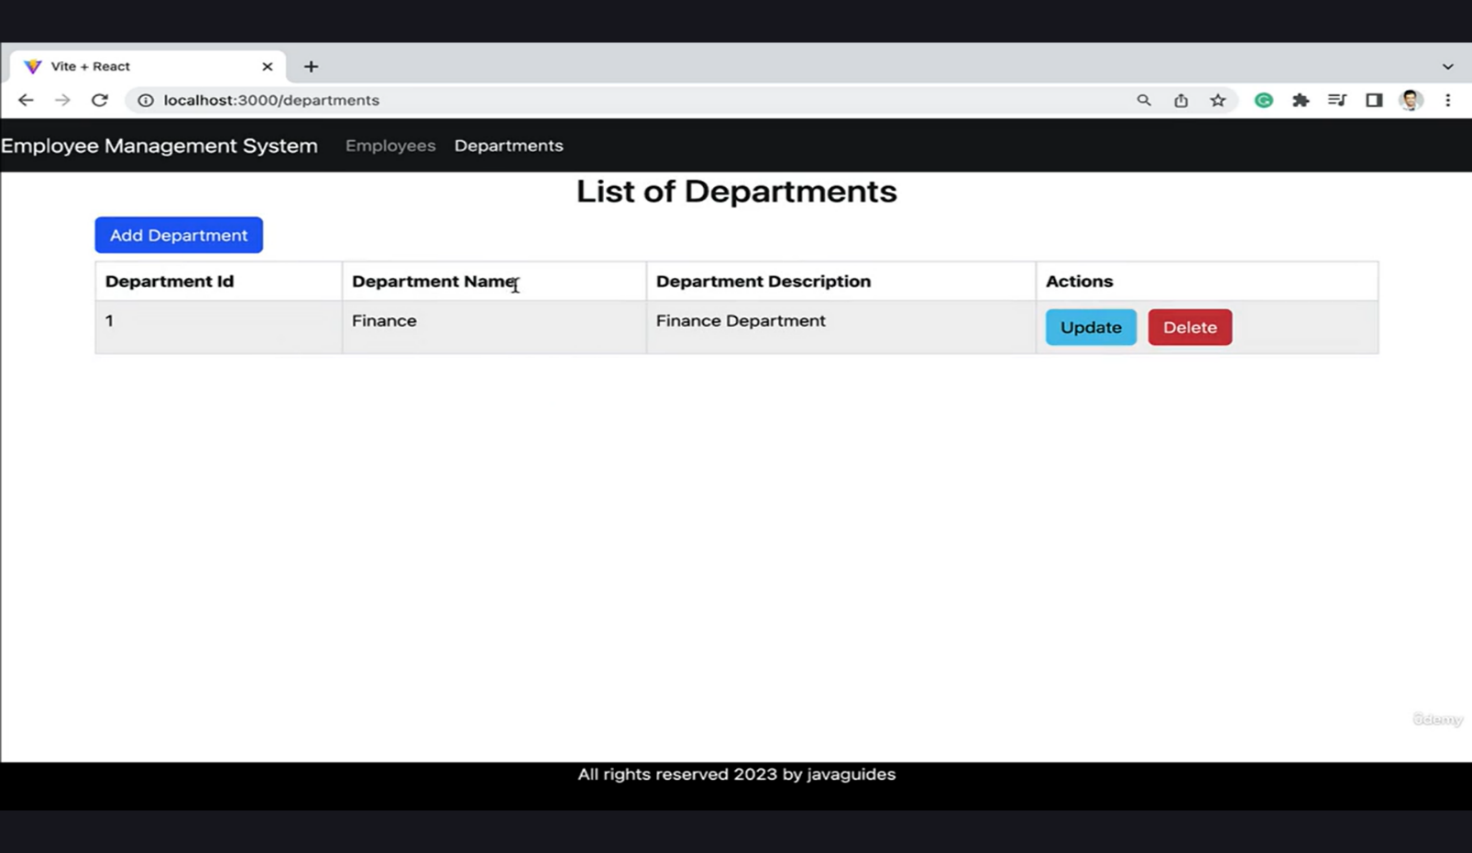 Vite + React
localhost:3000/departments
Employee Management System Employees Departments
List of Departments
Add Department
Department Id Department Name Department Description Actions
1 Finance Finance Department Update Delete
ûdemy
All rights reserved 2023 by javaguides